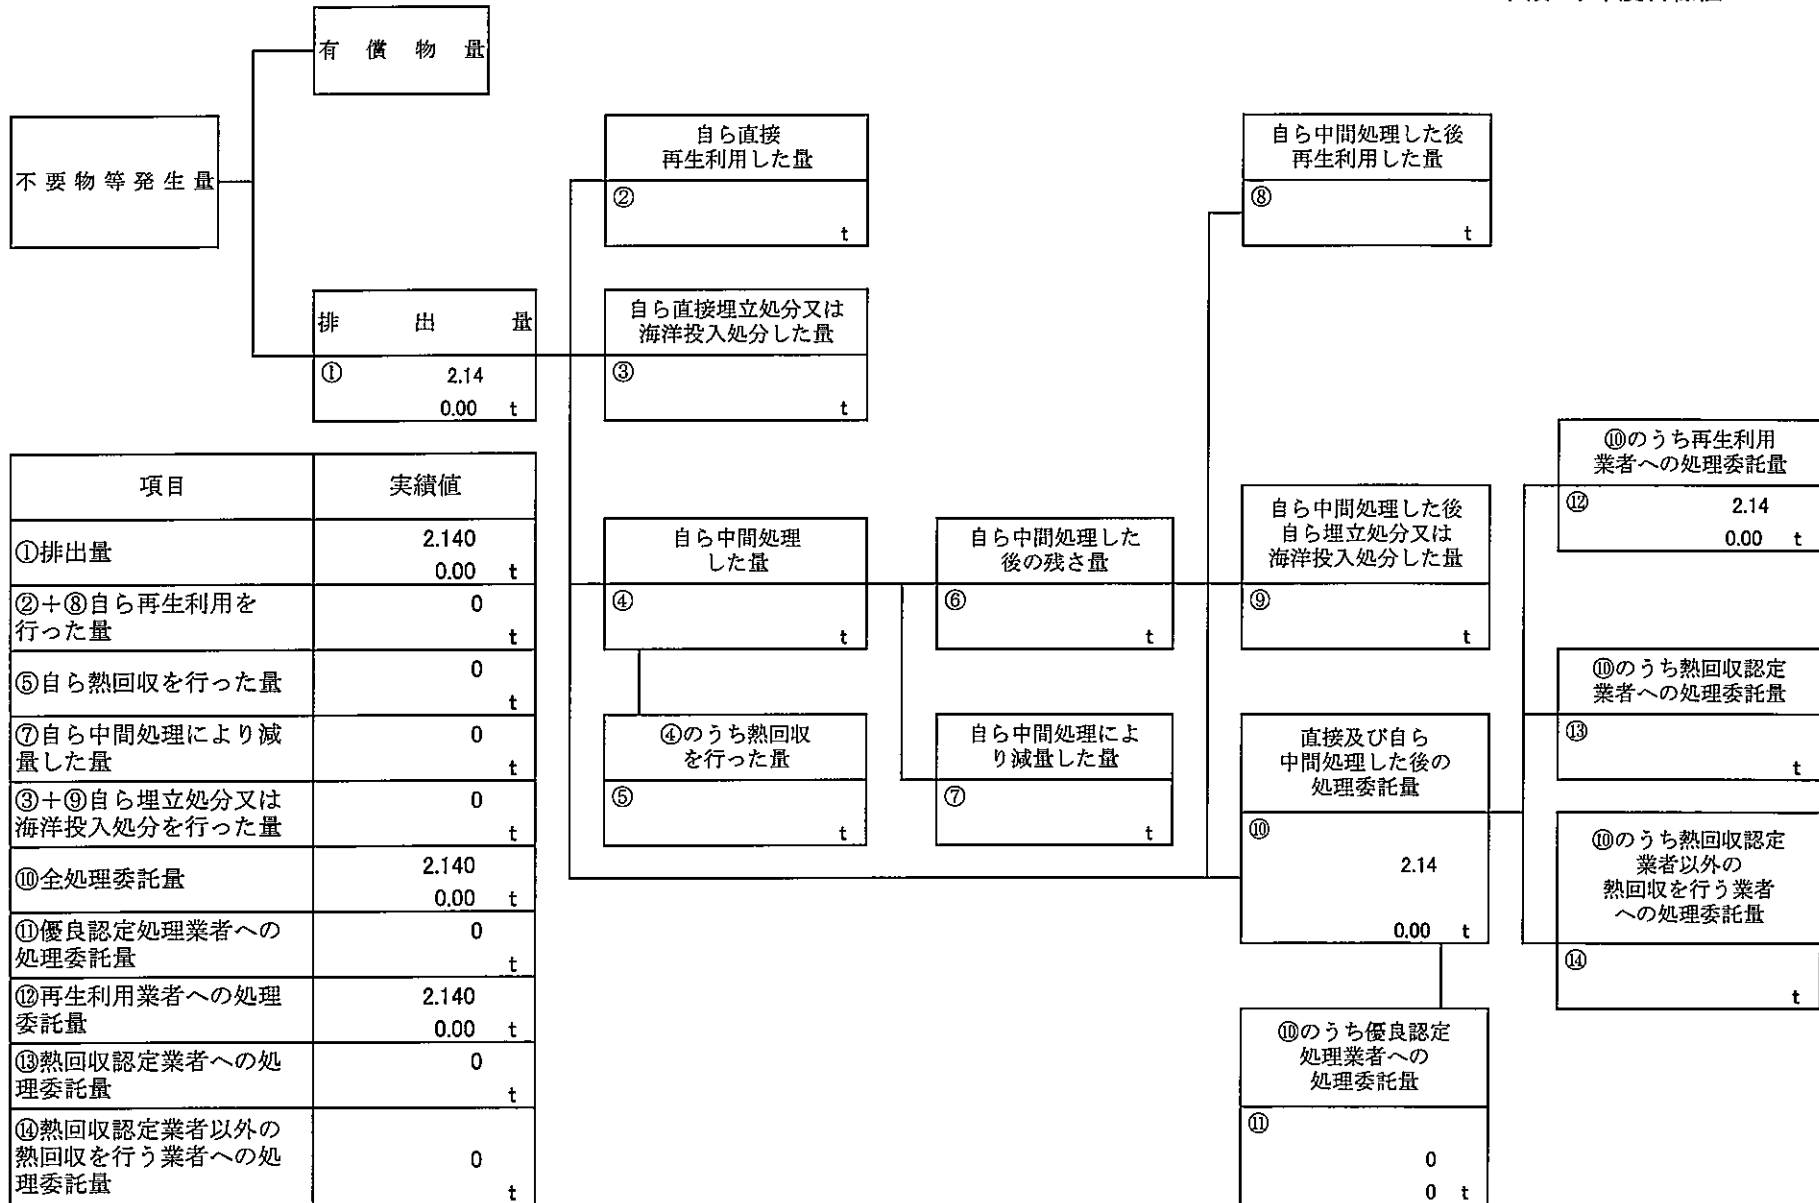 有償物量
不要物等発生量
自ら直接
再生利用した量
②
t
自ら中間処理した後
再生利用した量
⑧
t
排出量
①
2.14
0.00 t
自ら直接埋立処分又は
海洋投入処分した量
③
t
項目
実績値
①排出量
2.140
0.00 t
②+⑧自ら再生利用を
行った量
0
t
⑤自ら熱回収を行った量
0
t
⑦自ら中間処理により減
量した量
0
t
③+⑨自ら埋立処分又は
海洋投入処分を行った量
0
t
⑩全処理委託量
2.140
0.00 t
⑪優良認定処理業者への
処理委託量
0
t
⑫再生利用業者への処理
委託量
2.140
0.00 t
⑬熱回収認定業者への処
理委託量
0
t
⑭熱回収認定業者以外の
熱回収を行う業者への処
理委託量
0
t
自ら中間処理
した量
④
t
自ら中間処理した
後の残さ量
⑥
t
自ら中間処理した後
自ら埋立処分又は
海洋投入処分した量
⑨
t
④のうち熱回収
を行った量
⑤
t
自ら中間処理によ
り減量した量
⑦
t
直接及び自ら
中間処理した後の
処理委託量
⑩
2.14
0.00 t
⑩のうち優良認定
処理業者への
処理委託量
⑪
0
0 t
⑩のうち再生利用
業者への処理委託量
⑫
2.14
0.00 t
⑩のうち熱回収認定
業者への処理委託量
⑬
t
⑩のうち熱回収認定
業者以外の
熱回収を行う業者
への処理委託量
⑭
t